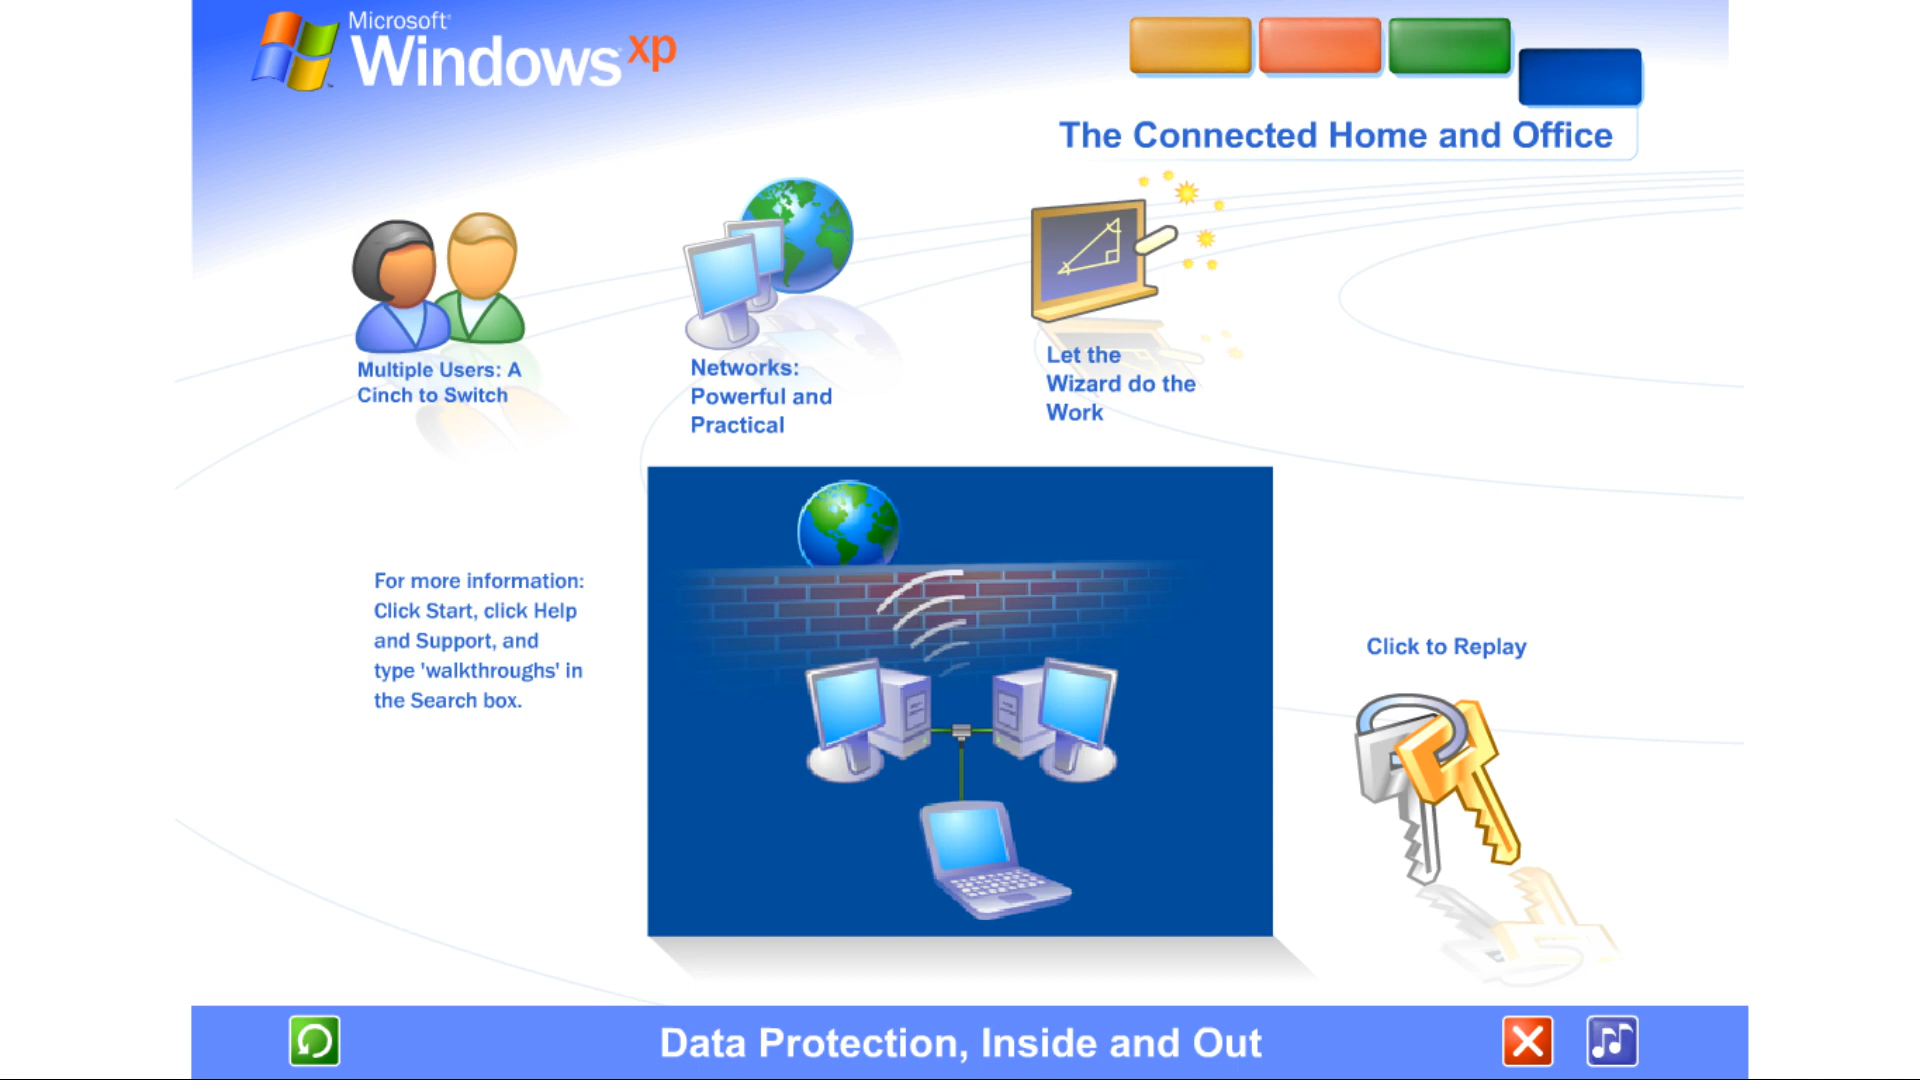 Microsoft®
Windows xp
The Connected Home and Office
Multiple Users: A
Cinch to Switch
Networks:
Powerful and
Practical
Let the
Wizard do the
Work
For more information:
Click Start, click Help
and Support, and
type 'walkthroughs' in
the Search box.
Click to Replay
Data Protection, Inside and Out